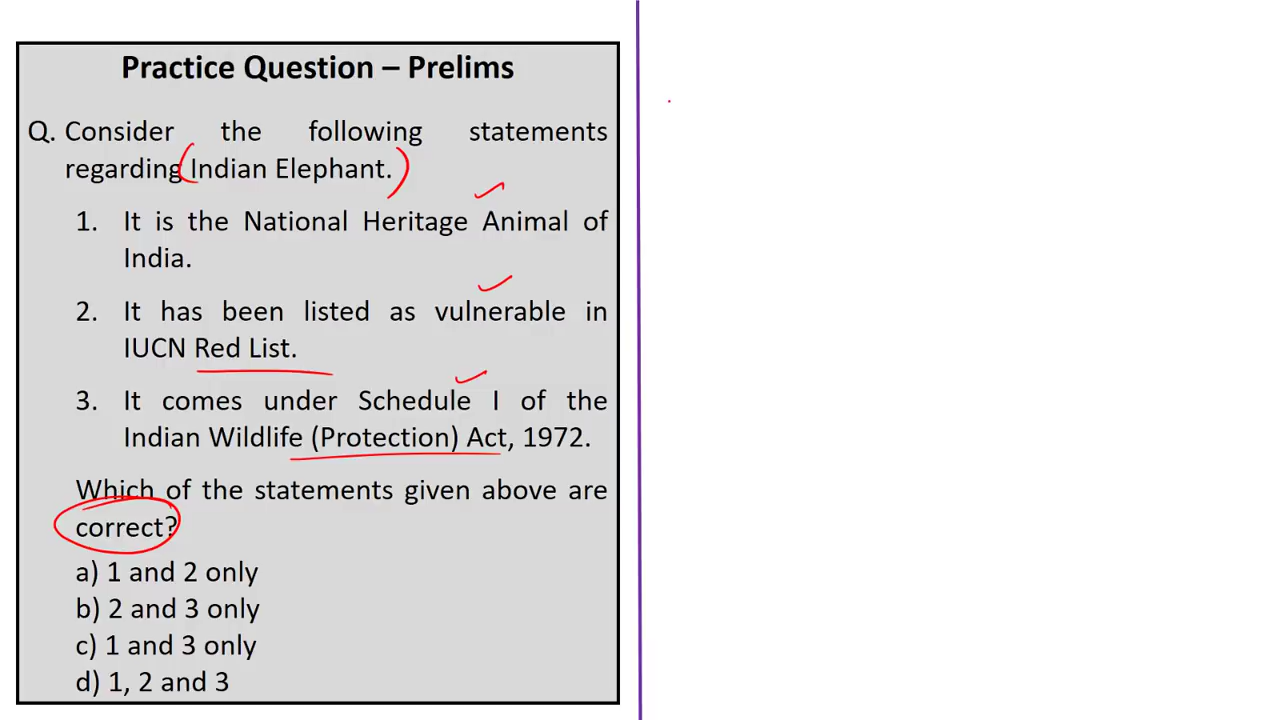 Practice Question – Prelims
Q. Consider the following statements
regarding Indian Elephant.
1. It is the National Heritage Animal of
India.
2. It has been listed as vulnerable in
IUCN Red List.
3. It comes under Schedule I of the
Indian Wildlife (Protection) Act, 1972.
Which of the statements given above are
correct?
a) 1 and 2 only
b) 2 and 3 only
c) 1 and 3 only
d) 1, 2 and 3